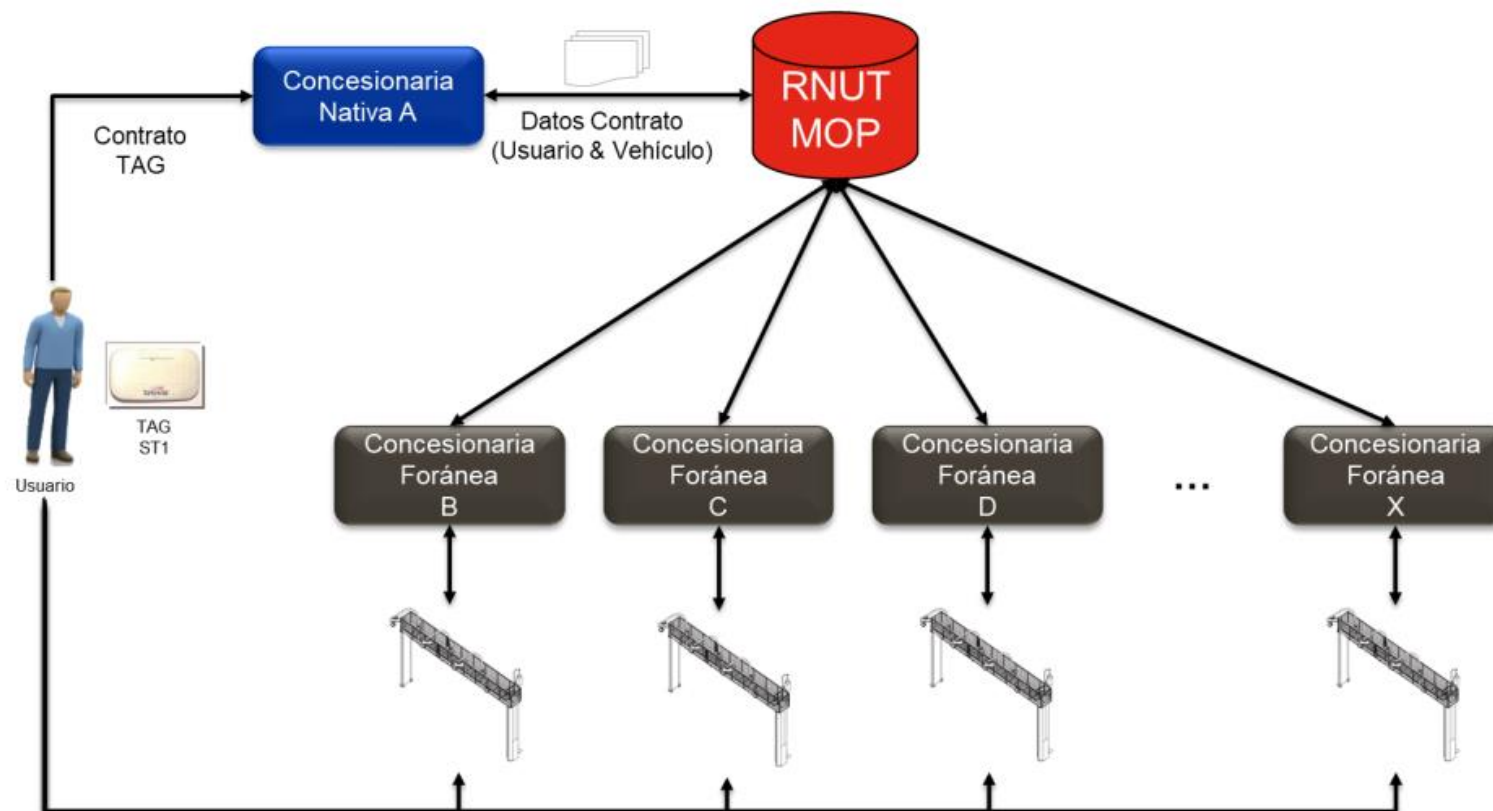 Concesionaria
Nativa A
RNUT
MOP
Contrato
TAG
Datos Contrato
(Usuario & Vehículo)
TAG
ST1
Usuario
Concesionaria
Foránea
B
Concesionaria
Foránea
C
Concesionaria
Foránea
D
...
Concesionaria
Foránea
X